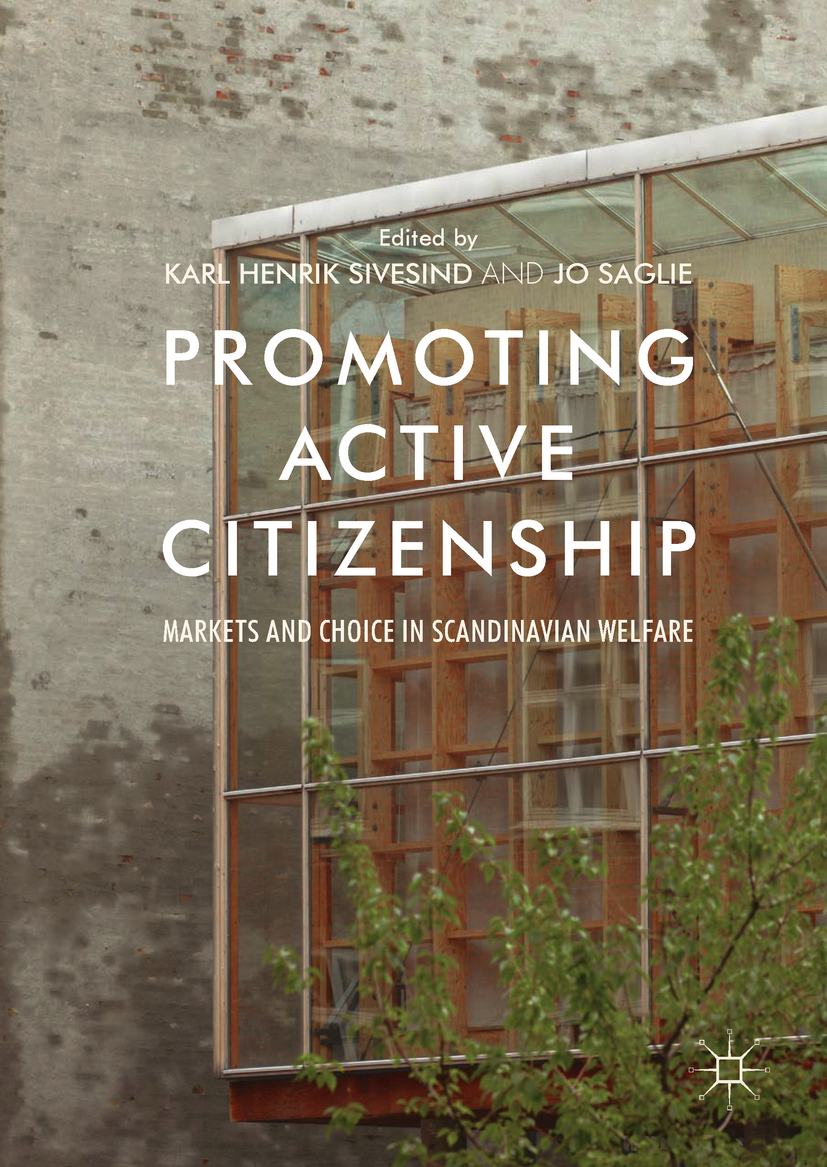 Edited by
KARL HENRIK SIVESIND AND JO SAGLIE
PROMOTING
ACTIVE
CITIZENSHIP
MARKETS AND CHOICE IN SCANDINAVIAN WELFARE